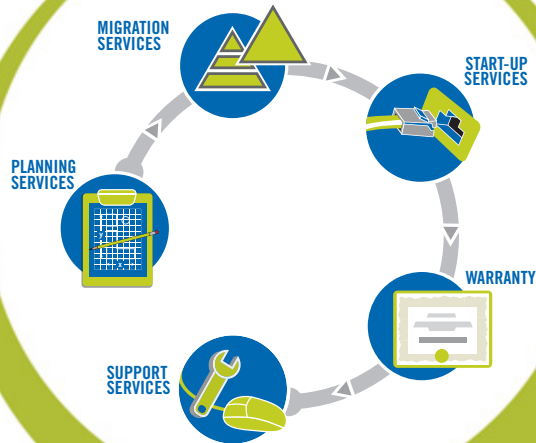 MIGRATION
SERVICES
START-UP
SERVICES
PLANNING
SERVICES
WARRANTY
SUPPORT
SERVICES